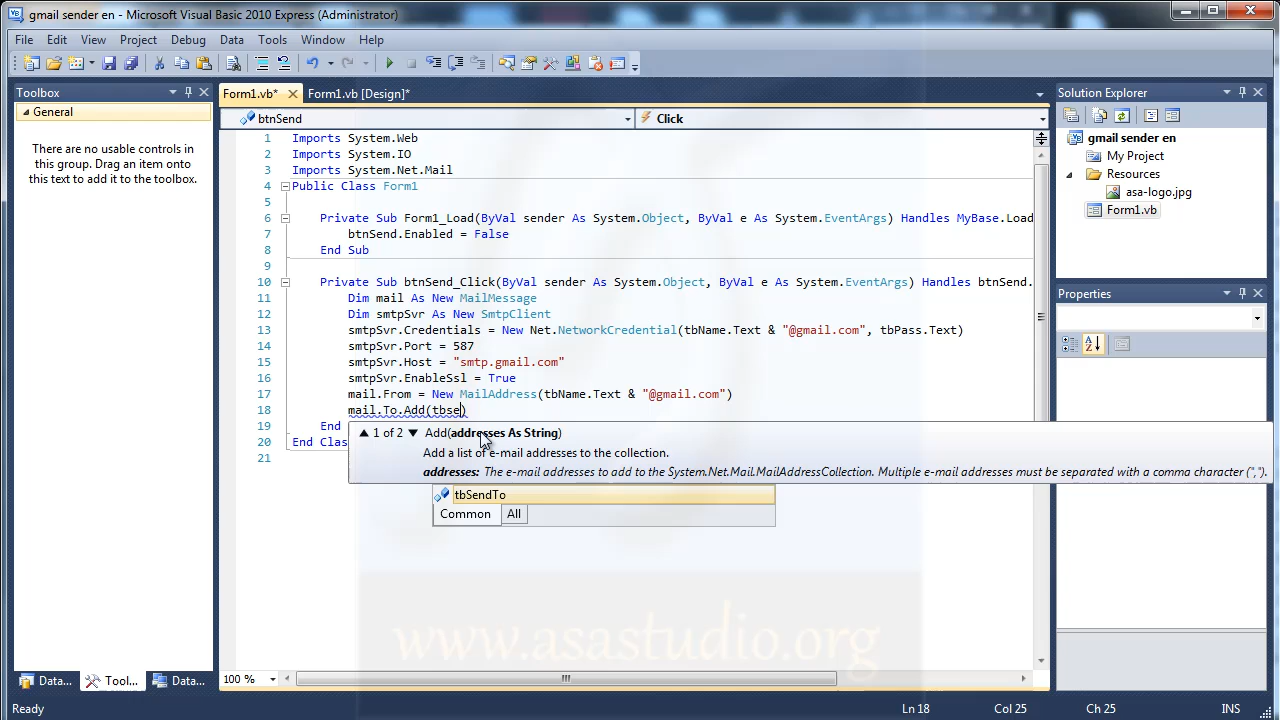 gmail sender en - Microsoft Visual Basic 2010 Express (Administrator)
File Edit View Project Debug Data Tools Window Help
Toolbox
General
There are no usable controls in
this group. Drag an item onto
this text to add it to the toolbox.
Data... Tool... Data...
Form1.vb* Form1.vb [Design]*
btnSend Click
1 Imports System.Web
2 Imports System.IO
3 Imports System.Net.Mail
4 Public Class Form1
5
6 Private Sub Form1_Load(ByVal sender As System.Object, ByVal e As System.EventArgs) Handles MyBase.Load
7 btnSend.Enabled = False
8 End Sub
9
10 Private Sub btnSend_Click(ByVal sender As System.Object, ByVal e As System.EventArgs) Handles btnSend.
11 Dim mail As New MailMessage
12 Dim smtpSvr As New SmtpClient
13 smtpSvr.Credentials = New Net.NetworkCredential(tbName.Text & "@gmail.com", tbPass.Text)
14 smtpSvr.Port = 587
15 smtpSvr.Host = "smtp.gmail.com"
16 smtpSvr.EnableSsl = True
17 mail.From = New MailAddress(tbName.Text & "@gmail.com")
18 mail.To.Add(tbse)
19 End
20 End Clas
21
1 of 2 Add(addresses As String)
Add a list of e-mail addresses to the collection.
addresses: The e-mail addresses to add to the System.Net.Mail.MailAddressCollection. Multiple e-mail addresses must be separated with a comma character (",").
tbSendTo
Common All
www.asastudio.org
100 %
Solution Explorer
gmail sender en
My Project
Resources
asa-logo.jpg
Form1.vb
Properties
Ready Ln 18 Col 25 Ch 25 INS